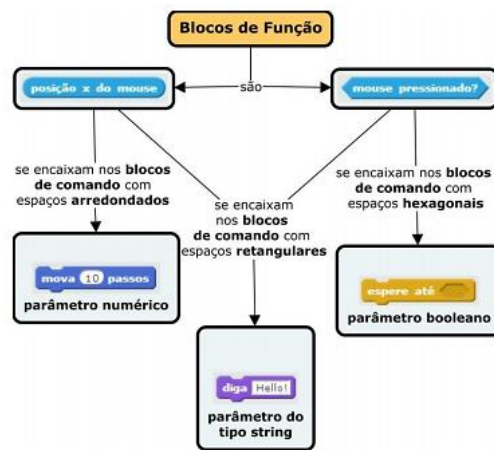 Blocos de Função
posição x do mouse
são
mouse pressionado?
se encaixam nos blocos
de comando com
espaços arredondados
se encaixam
nos blocos
de comando com
espaços retangulares
se encaixam nos blocos
de comando com
espaços hexagonais
mova 10 passos
parâmetro numérico
diga Hello!
parâmetro do
tipo string
espere até
parâmetro booleano